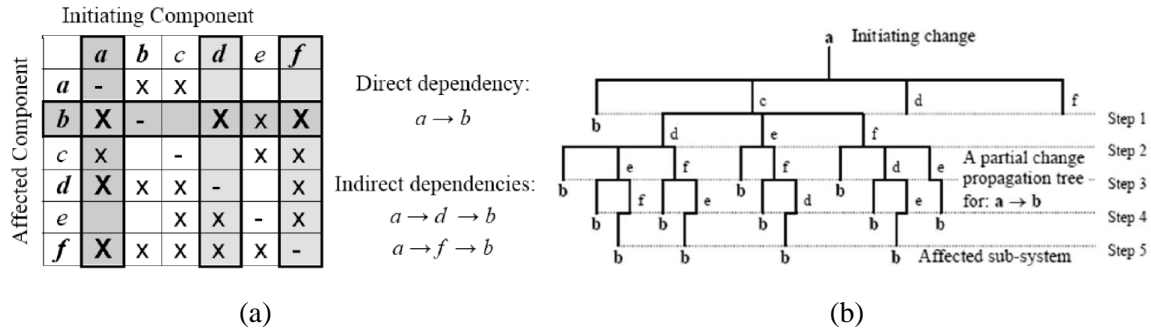 Initiating Component
Affected Component
a b c d e f
a - x x
b X - X x X
c x - x x
d X x x - x
e x x - x
f X x x x x -
Direct dependency:
a → b
Indirect dependencies:
a → d → b
a → f → b
(a)
a Initiating change
b c d f Step 1
d e f Step 2
b e f b f b d e Step 3
A partial change
propagation tree
for: a → b
b f b e b d b e b Step 4
b b b b Step 5
Affected sub-system
(b)